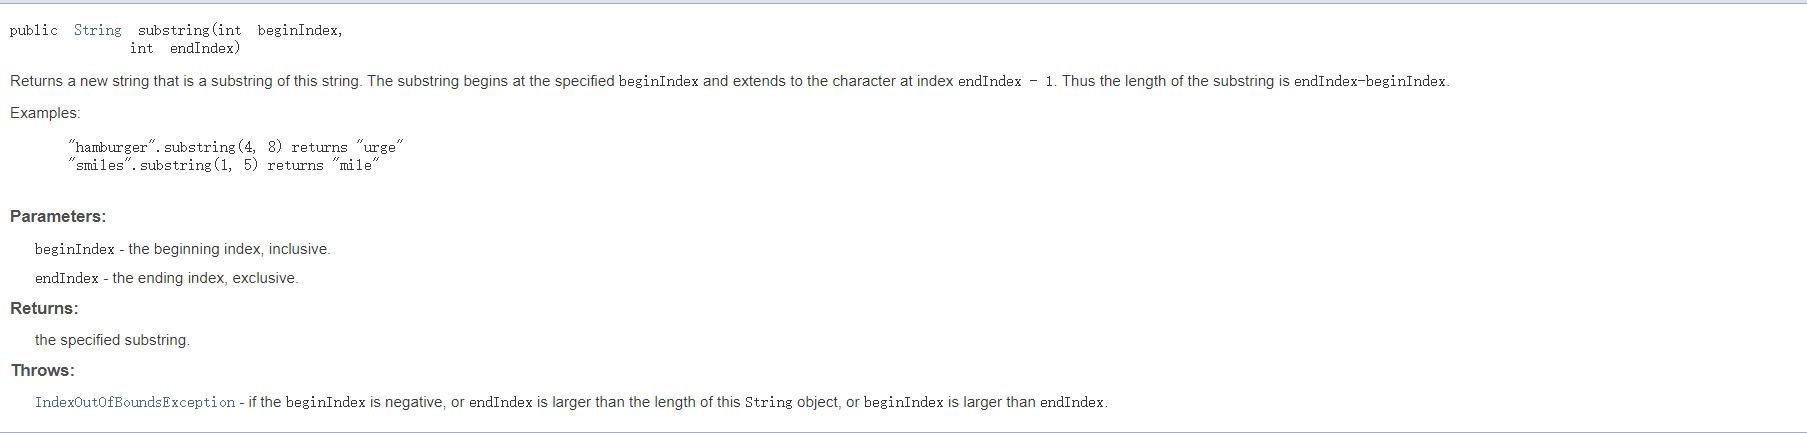 public String substring(int beginIndex,
int endIndex)
Returns a new string that is a substring of this string. The substring begins at the specified beginIndex and extends to the character at index endIndex - 1. Thus the length of the substring is endIndex-beginIndex.
Examples:
"hamburger".substring(4, 8) returns "urge"
"smiles".substring(1, 5) returns "mile"
Parameters:
beginIndex - the beginning index, inclusive.
endIndex - the ending index, exclusive.
Returns:
the specified substring.
Throws:
IndexOutOfBoundsException - if the beginIndex is negative, or endIndex is larger than the length of this String object, or beginIndex is larger than endIndex.